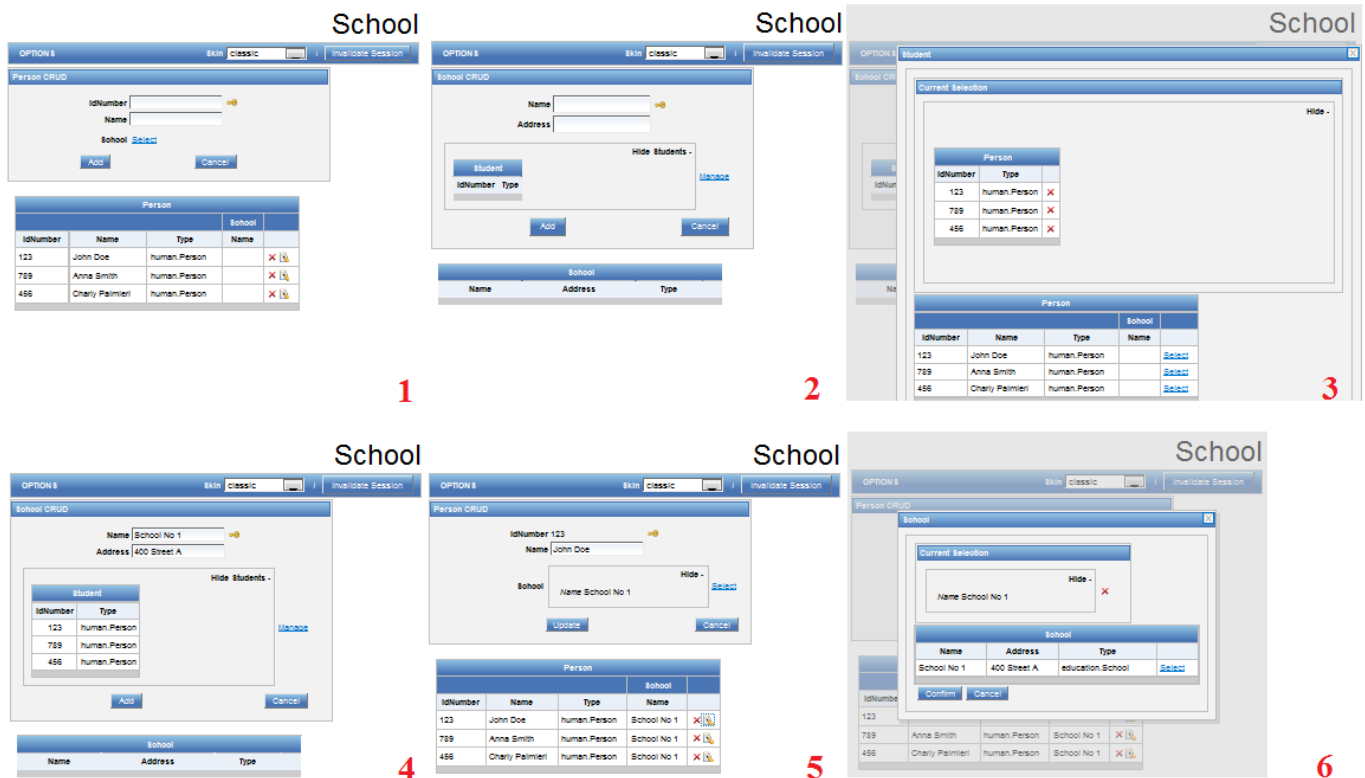 School
OPTIONS Skin classic | Invalidate Session
Person CRUD
IdNumber
Name
School Select
Add Cancel
Person
School
IdNumber Name Type Name
123 John Doe human.Person
789 Anna Smith human.Person
456 Charly Palmieri human.Person
1
School
OPTIONS Skin classic | Invalidate Session
School CRUD
Name
Address
Hide Students -
Student
IdNumber Type
Manage
Add Cancel
School
Name Address Type
2
School
OPTIONS
Student
School CR
Current Selection
Hide -
Person
IdNumber Type
123 human.Person
789 human.Person
456 human.Person
S
IdNum
Na
Person
School
IdNumber Name Type Name
123 John Doe human.Person Select
789 Anna Smith human.Person Select
456 Charly Palmieri human.Person Select
3
School
OPTIONS Skin classic | Invalidate Session
School CRUD
Name School No 1
Address 400 Street A
Hide Students -
Student
IdNumber Type
123 human.Person
789 human.Person
456 human.Person
Manage
Add Cancel
School
Name Address Type
4
School
OPTIONS Skin classic | Invalidate Session
Person CRUD
IdNumber 123
Name John Doe
Hide -
School Name School No 1 Select
Update Cancel
Person
School
IdNumber Name Type Name
123 John Doe human.Person School No 1
789 Anna Smith human.Person School No 1
456 Charly Palmieri human.Person School No 1
5
School
OPTIONS Skin classic | Invalidate Session
Person CRUD
School
Current Selection
Hide -
Name School No 1
School
Name Address Type
School No 1 400 Street A education.School Select
Confirm Cancel
IdNumbe
123
789 Anna Smith human.Person School No 1
456 Charly Palmieri human.Person School No 1
6